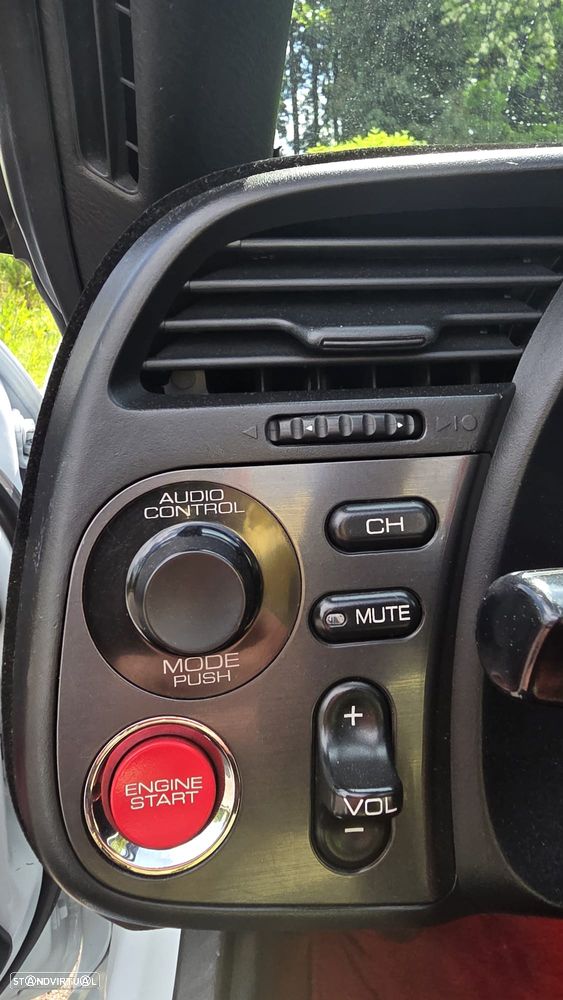 AUDIO
CONTROL
CH
MUTE
MODE
PUSH
+
ENGINE
START
VOL
−
STANDVIRTUAL